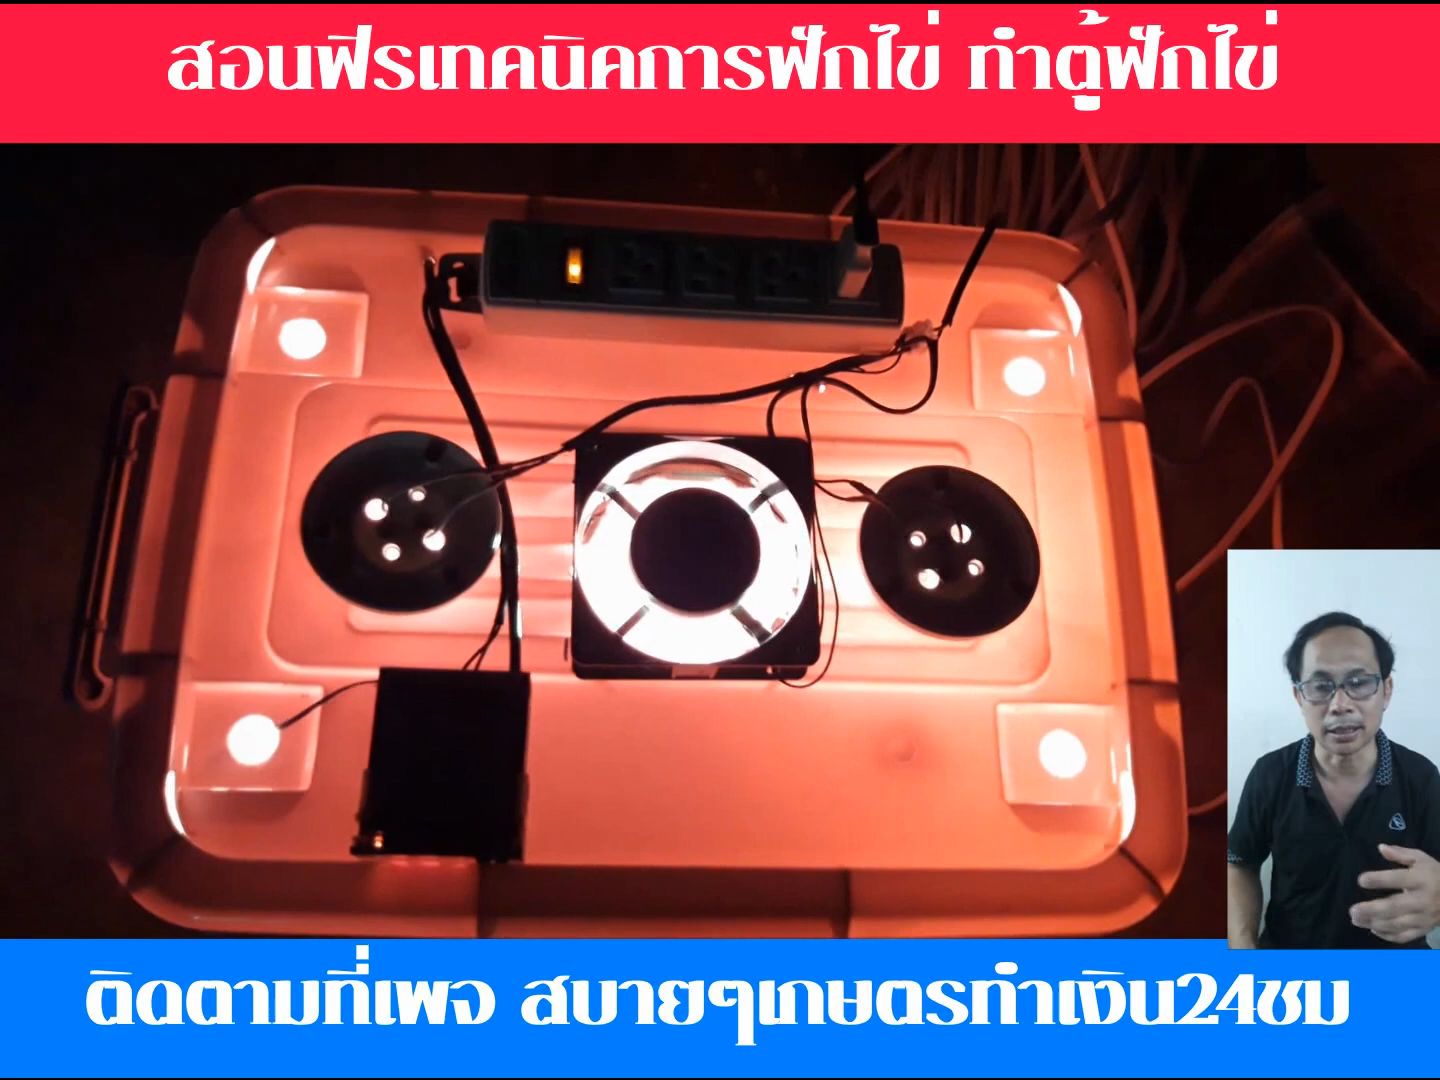 สอนฟรีเทคนิคการฟักไข่ ทำตู้ฟักไข่
ติดตามที่เพจ สบายๆเกษตรทำเงิน24ชม